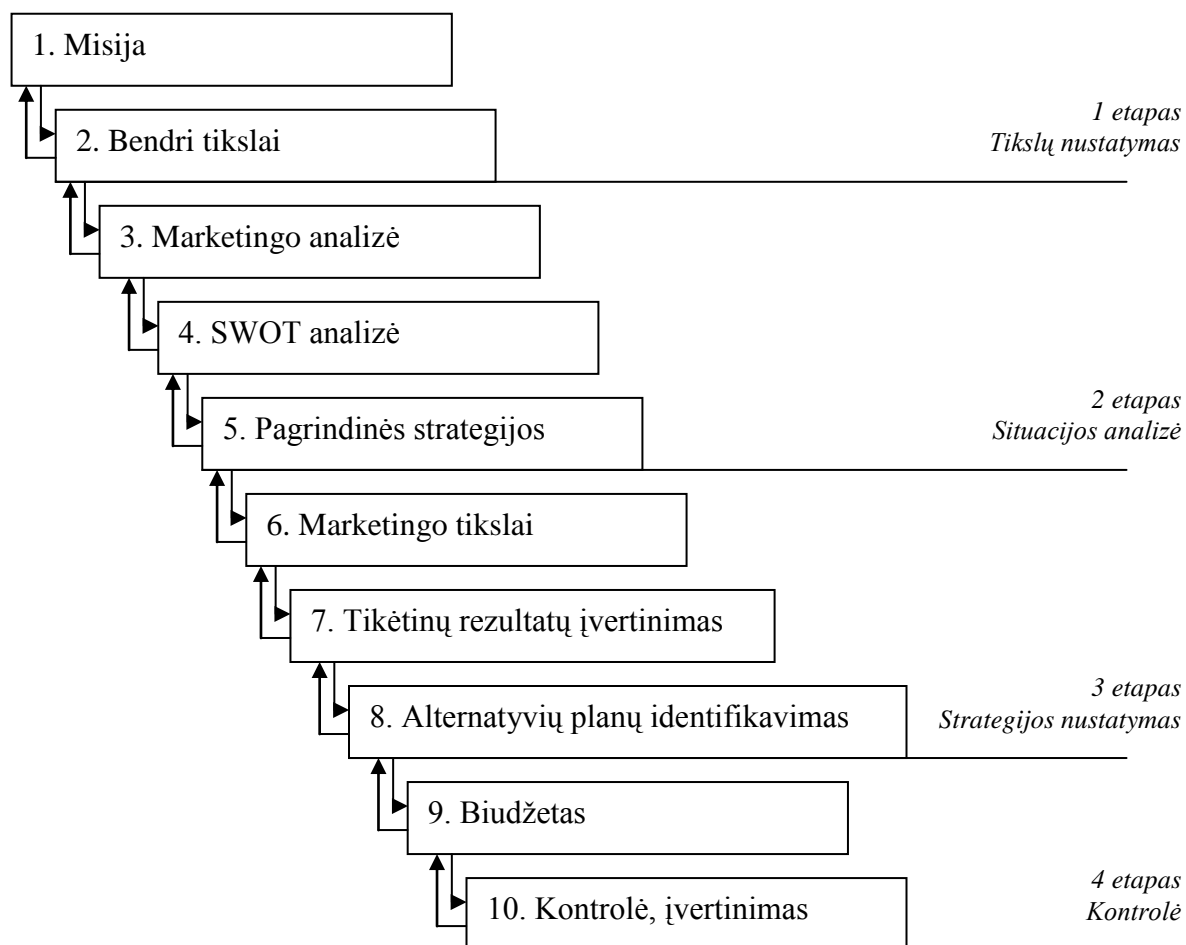 1. Misija
1 etapas
2. Bendri tikslai
Tikslų nustatymas
3. Marketingo analizė
4. SWOT analizė
2 etapas
5. Pagrindinės strategijos
Situacijos analizė
6. Marketingo tikslai
7. Tikėtinų rezultatų įvertinimas
3 etapas
8. Alternatyvių planų identifikavimas
Strategijos nustatymas
9. Biudžetas
4 etapas
10. Kontrolė, įvertinimas
Kontrolė